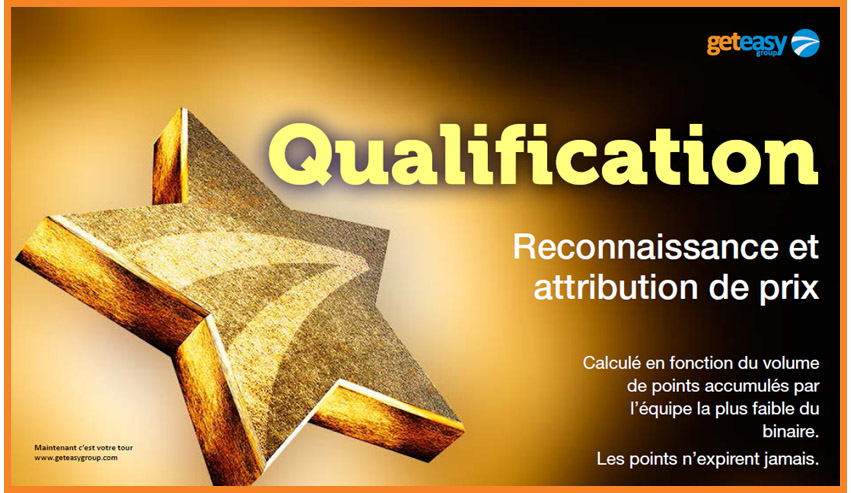 geteasy
group
Qualification
Reconnaissance et
attribution de prix
Calculé en fonction du volume
de points accumulés par
l’équipe la plus faible du
binaire.
Les points n’expirent jamais.
Maintenant c’est votre tour
www.geteasygroup.com